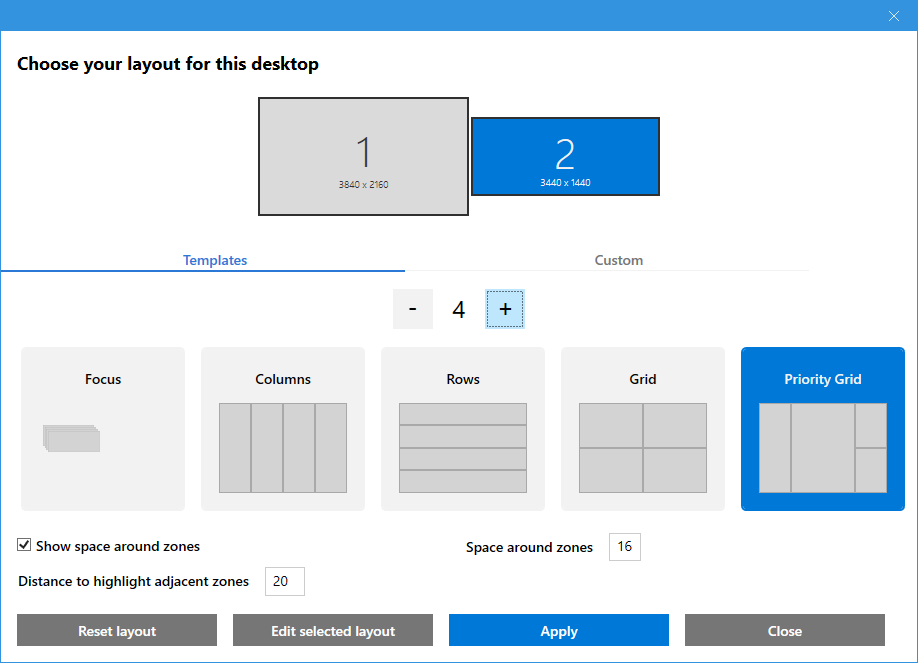 Choose your layout for this desktop
1
3840 x 2160
2
3440 x 1440
Templates
Custom
- 4 +
Focus
Columns
Rows
Grid
Priority Grid
Show space around zones
Space around zones 16
Distance to highlight adjacent zones 20
Reset layout
Edit selected layout
Apply
Close